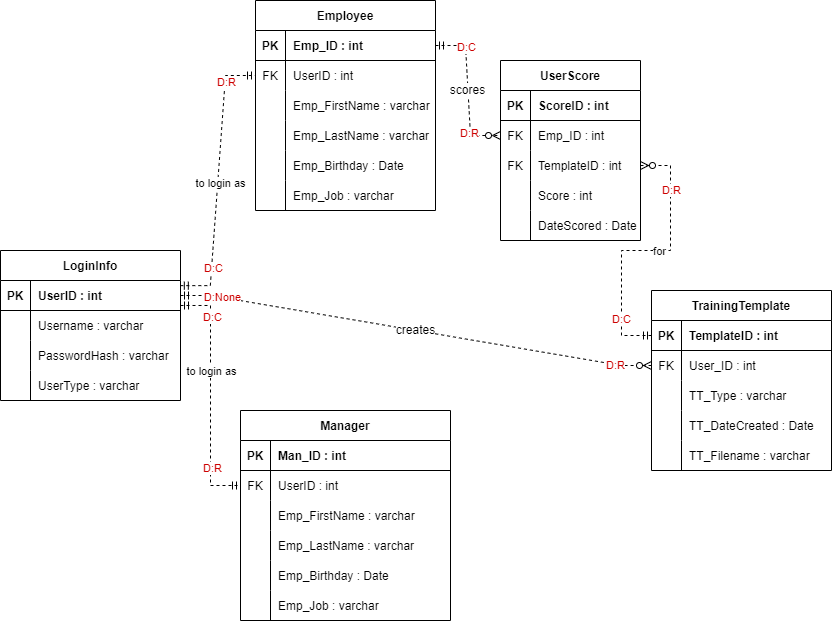 Employee
PK Emp_ID : int
FK UserID : int
Emp_FirstName : varchar
Emp_LastName : varchar
Emp_Birthday : Date
Emp_Job : varchar
D:C
scores
D:R
UserScore
PK ScoreID : int
FK Emp_ID : int
FK TemplateID : int
Score : int
DateScored : Date
D:R
for
D:C
D:R
to login as
D:C
LoginInfo
PK UserID : int
Username : varchar
PasswordHash : varchar
UserType : varchar
D:None
creates
D:R
TrainingTemplate
PK TemplateID : int
FK User_ID : int
TT_Type : varchar
TT_DateCreated : Date
TT_Filename : varchar
D:C
to login as
D:R
Manager
PK Man_ID : int
FK UserID : int
Emp_FirstName : varchar
Emp_LastName : varchar
Emp_Birthday : Date
Emp_Job : varchar